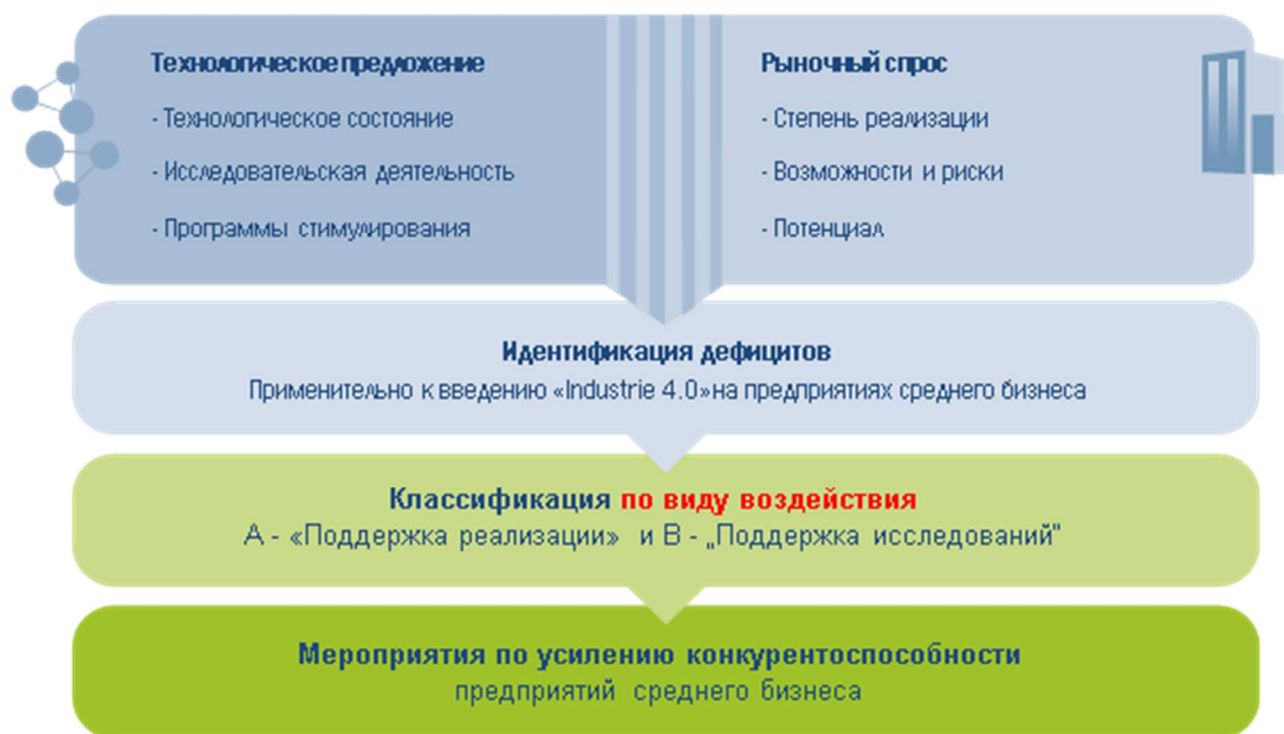 Технологическое предложение
- Технологическое состояние
- Исследовательская деятельность
- Программы стимулирования
Рыночный спрос
- Степень реализации
- Возможности и риски
- Потенциал
Идентификация дефицитов
Применительно к введению «Industrie 4.0»на предприятиях среднего бизнеса
Классификация по виду воздействия
А - «Поддержка реализации» и В - „Поддержка исследований"
Мероприятия по усилению конкурентоспособности
предприятий среднего бизнеса